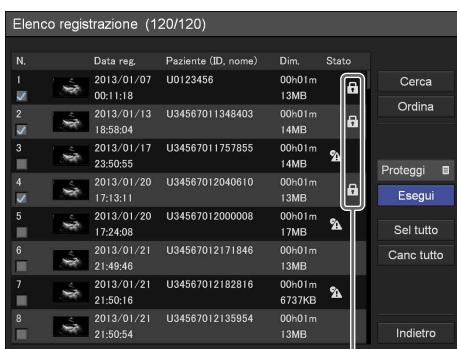 Elenco registrazione (120/120)
N. Data reg. Paziente (ID, nome) Dim. Stato
1 2013/01/07 U0123456 00h01m
00:11:18 13MB
2 2013/01/13 U34567011348403 00h01m
18:58:04 14MB
3 2013/01/17 U34567011757855 00h01m
23:50:55 14MB
4 2013/01/20 U34567012040610 00h01m
17:13:11 13MB
5 2013/01/20 U34567012000008 00h01m
17:24:08 17MB
6 2013/01/21 U34567012171846 00h01m
21:49:46 13MB
7 2013/01/21 U34567012182816 00h01m
21:50:16 6737KB
8 2013/01/21 U34567012135954 00h01m
21:50:54 13MB
Cerca
Ordina
Proteggi
Esegui
Sel tutto
Canc tutto
Indietro